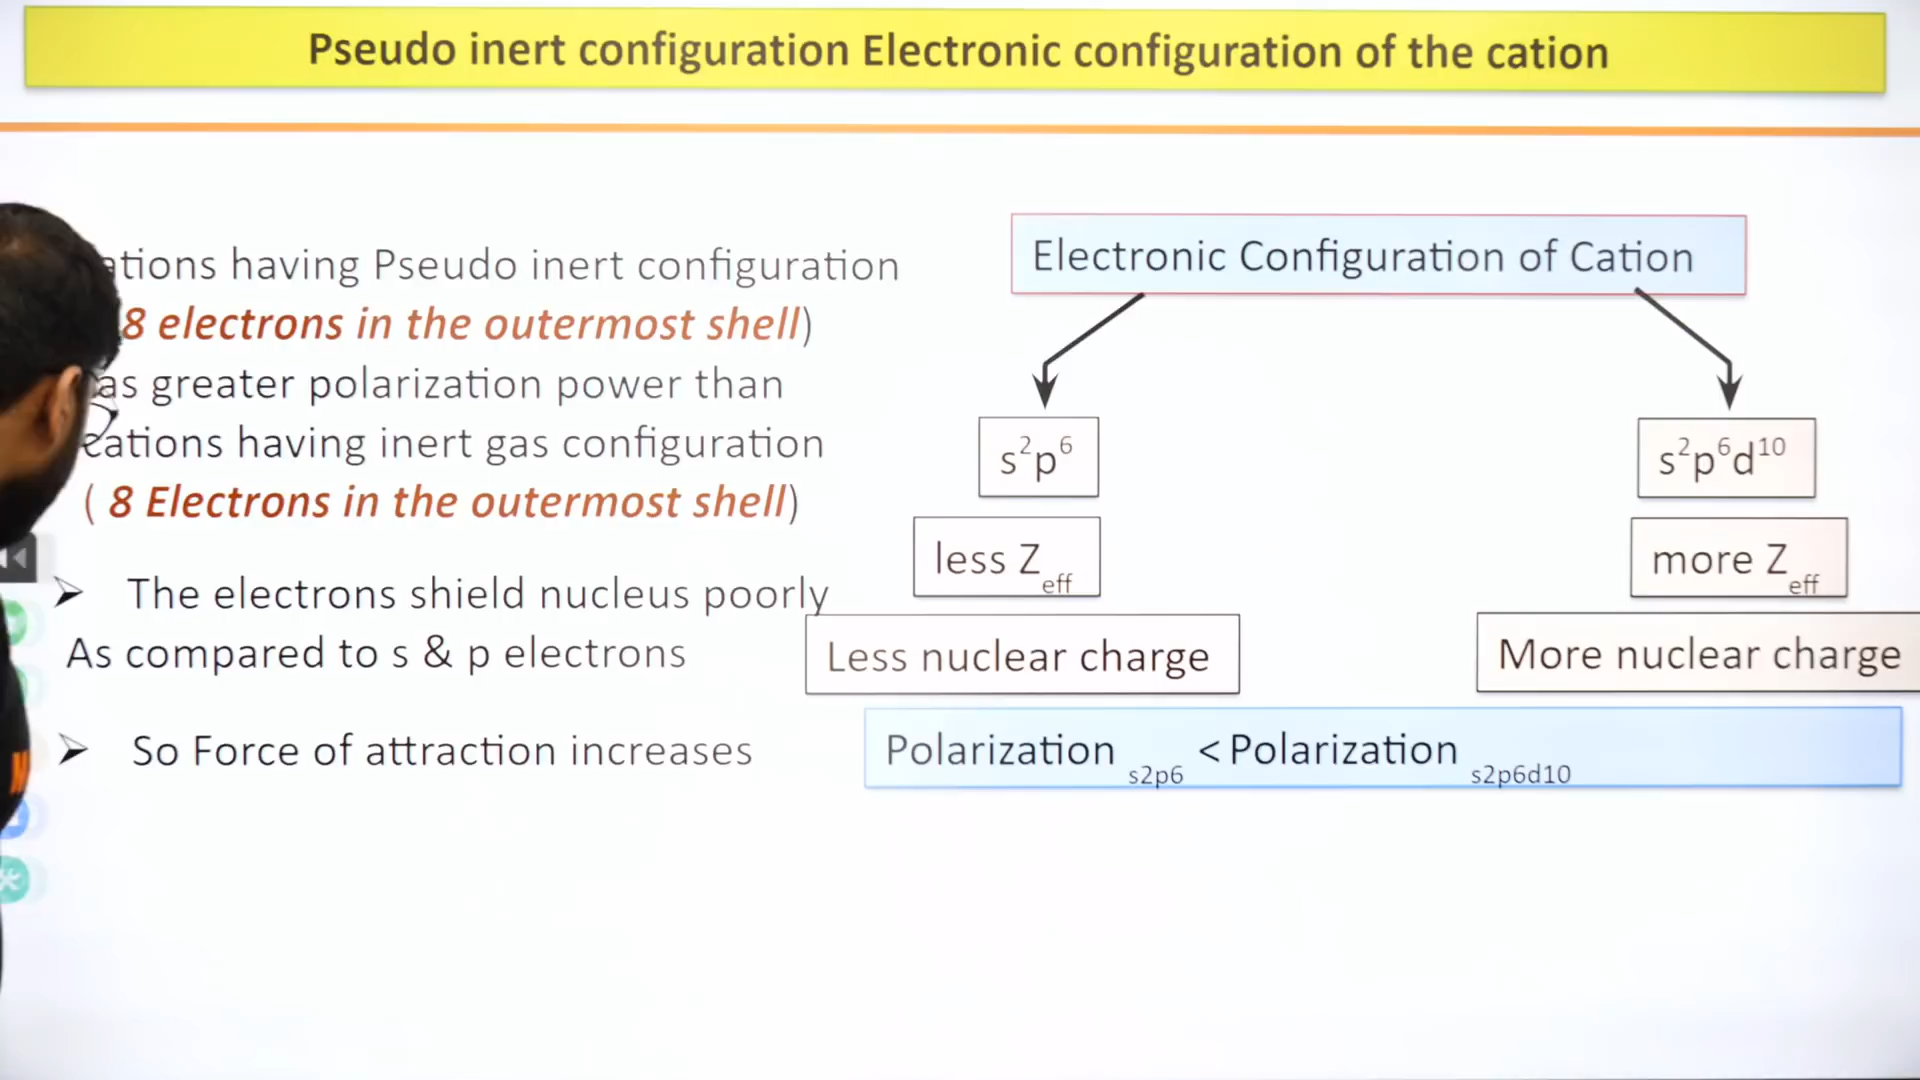 Pseudo inert configuration Electronic configuration of the cation
ations having Pseudo inert configuration
8 electrons in the outermost shell)
as greater polarization power than
cations having inert gas configuration
( 8 Electrons in the outermost shell)
➤ The electrons shield nucleus poorly
As compared to s & p electrons
➤ So Force of attraction increases
Electronic Configuration of Cation
s²p⁶
s²p⁶d¹⁰
less Z eff
more Z eff
Less nuclear charge
More nuclear charge
Polarization s2p6 < Polarization s2p6d10